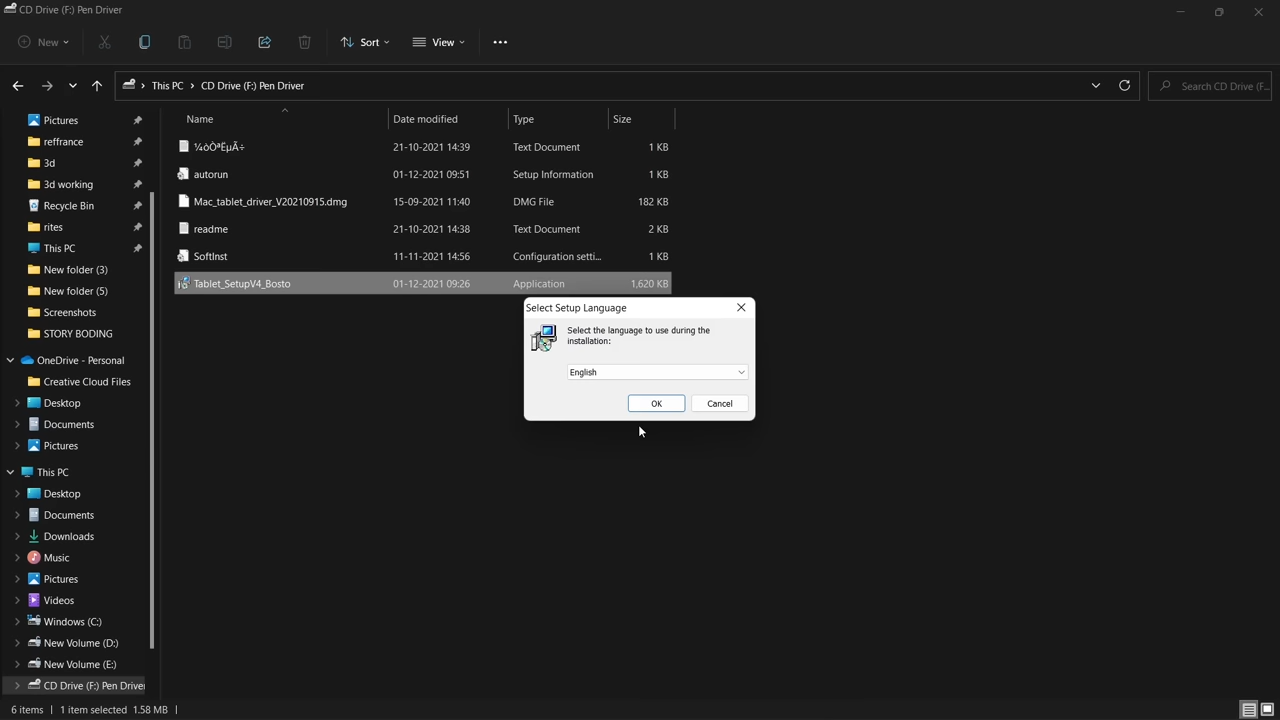 CD Drive (F:) Pen Driver
New
Sort
View
This PC > CD Drive (F:) Pen Driver
Search CD Drive (F...
Name
Date modified
Type
Size
¼òÒªËµÃ÷
21-10-2021 14:39
Text Document
1 KB
autorun
01-12-2021 09:51
Setup Information
1 KB
Mac_tablet_driver_V20210915.dmg
15-09-2021 11:40
DMG File
182 KB
readme
21-10-2021 14:38
Text Document
2 KB
SoftInst
11-11-2021 14:56
Configuration setti...
1 KB
Tablet_SetupV4_Bosto
01-12-2021 09:26
Application
1,620 KB
Pictures
reffrance
3d
3d working
Recycle Bin
rites
This PC
New folder (3)
New folder (5)
Screenshots
STORY BODING
OneDrive - Personal
Creative Cloud Files
Desktop
Documents
Pictures
This PC
Desktop
Documents
Downloads
Music
Pictures
Videos
Windows (C:)
New Volume (D:)
New Volume (E:)
CD Drive (F:) Pen Drive
Select Setup Language
Select the language to use during the
installation:
English
OK
Cancel
6 items
1 item selected 1.58 MB